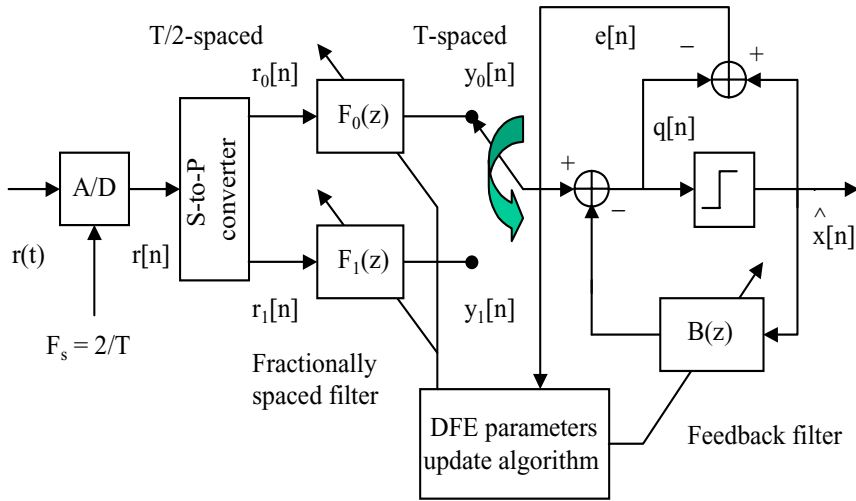 T/2-spaced
T-spaced
e[n]
−
+
r₀[n]
y₀[n]
F₀(z)
q[n]
A/D
S-to-P
converter
+
−
r(t)
r[n]
F₁(z)
^
x[n]
r₁[n]
y₁[n]
B(z)
Fₛ = 2/T
Fractionally
spaced filter
DFE parameters
update algorithm
Feedback filter